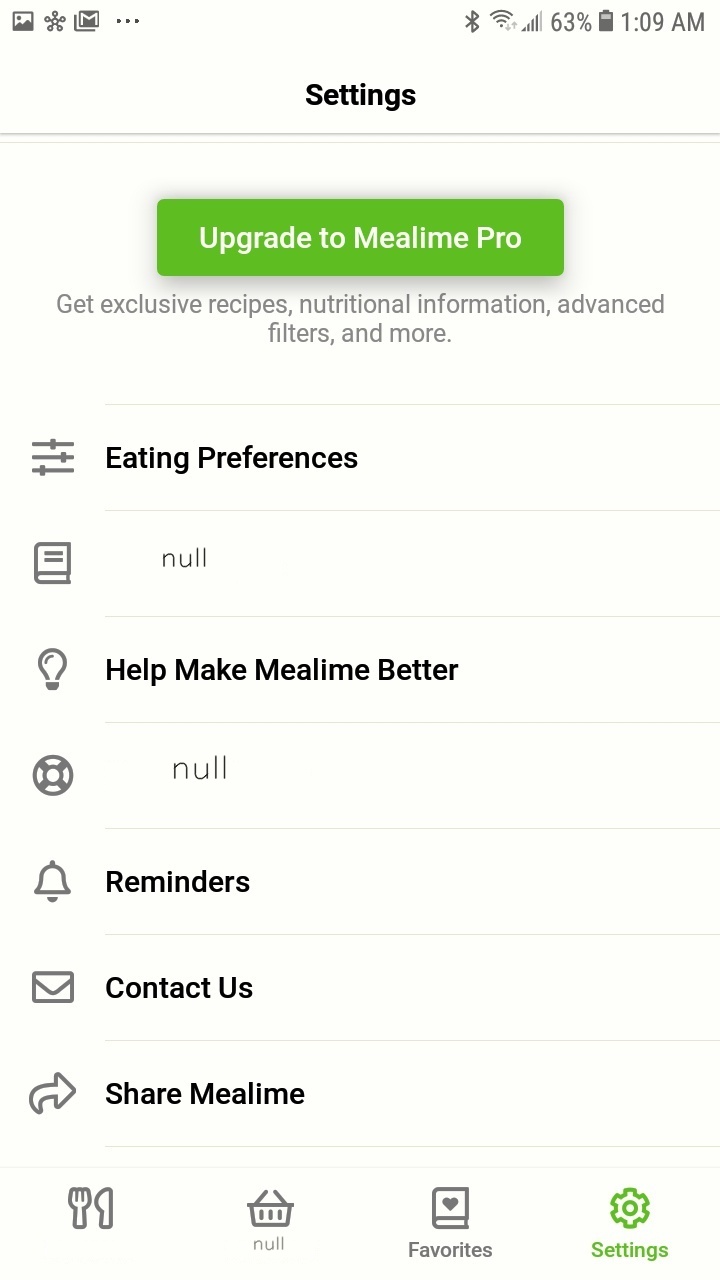 63% 1:09 AM
Settings
Upgrade to Mealime Pro
Get exclusive recipes, nutritional information, advanced
filters, and more.
Eating Preferences
null
Help Make Mealime Better
null
Reminders
Contact Us
Share Mealime
null
Favorites
Settings